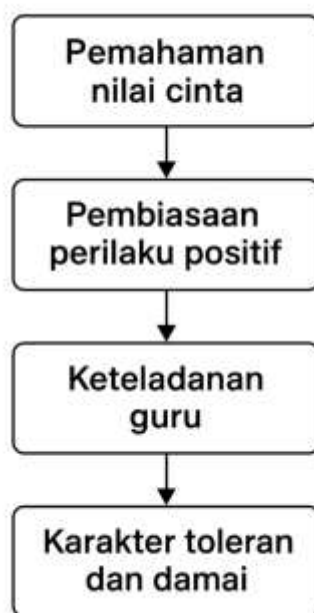 Pemahaman
nilai cinta
Pembiasaan
perilaku positif
Keteladanan
guru
Karakter toleran
dan damai